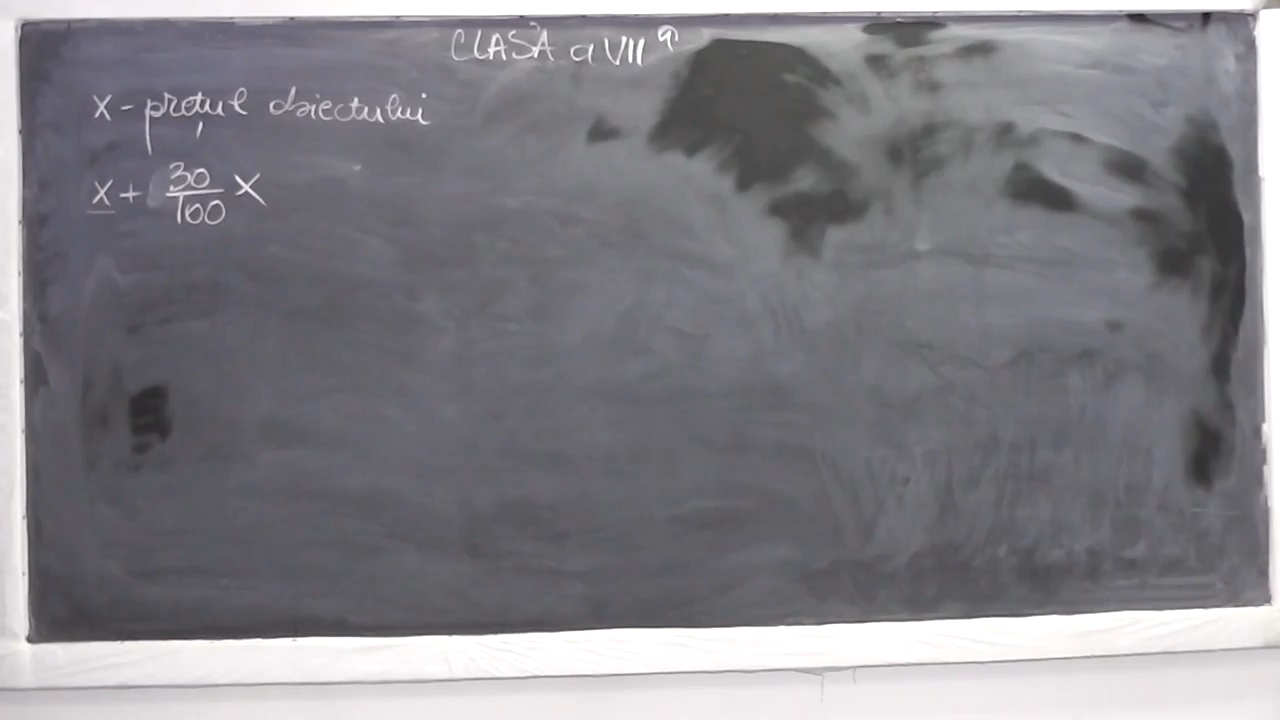 CLASA a VII a
x - prețul obiectului
x + 30/100 x